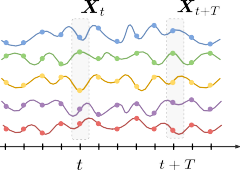 X_t X_{t+T}
t t + T